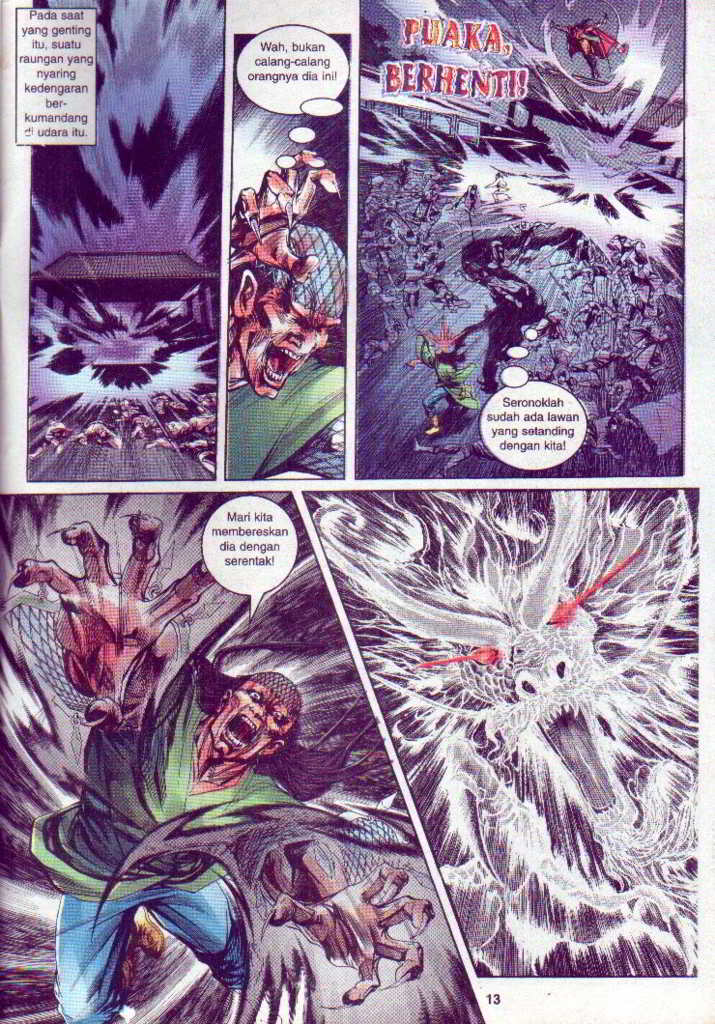 Pada saat
yang genting
itu, suatu
raungan yang
nyaring
kedengaran
ber-
kumandang
di udara itu.
Wah, bukan
calang-calang
orangnya dia ini!
PUAKA,
BERHENTI!
Seronoklah
sudah ada lawan
yang setanding
dengan kita!
Mari kita
membereskan
dia dengan
serentak!
13